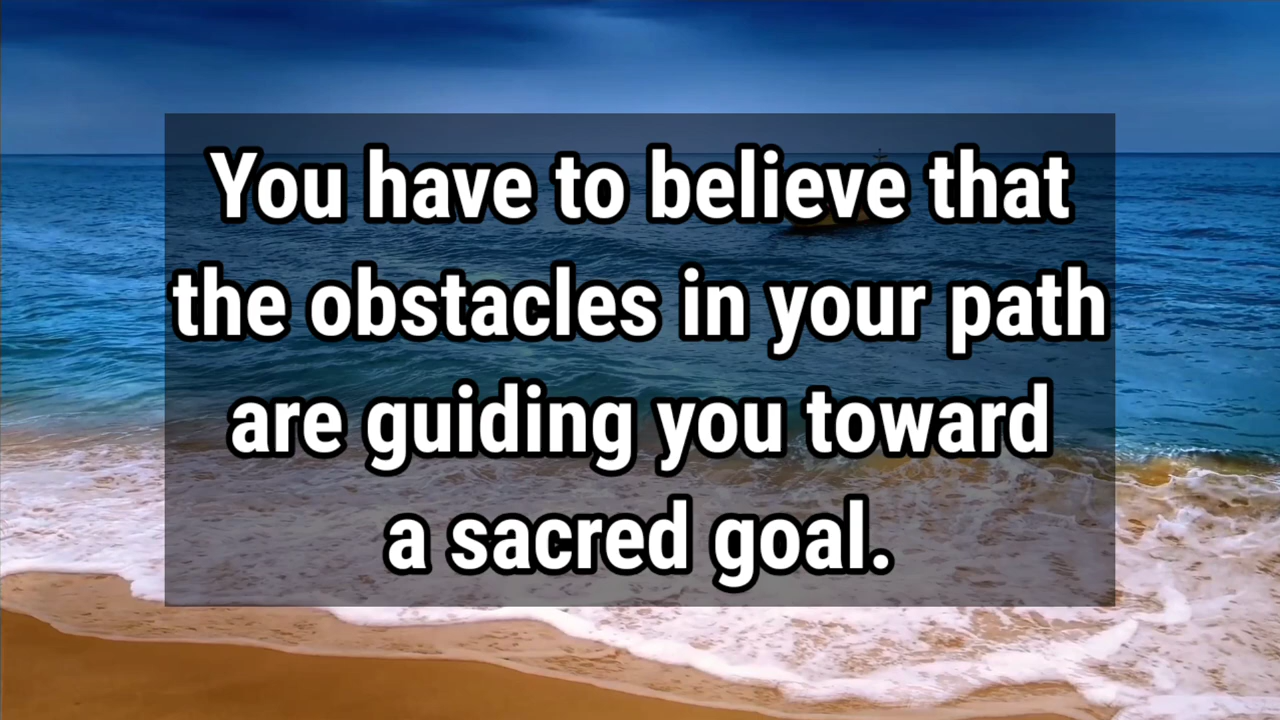 You have to believe that
the obstacles in your path
are guiding you toward
a sacred goal.